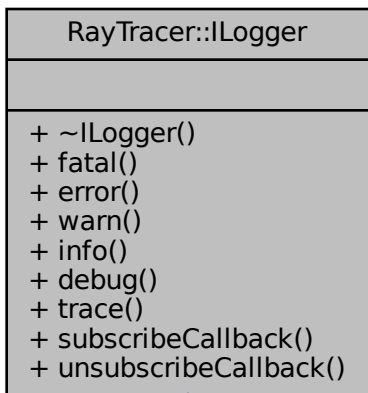 RayTracer::ILogger
+ ~ILogger()
+ fatal()
+ error()
+ warn()
+ info()
+ debug()
+ trace()
+ subscribeCallback()
+ unsubscribeCallback()